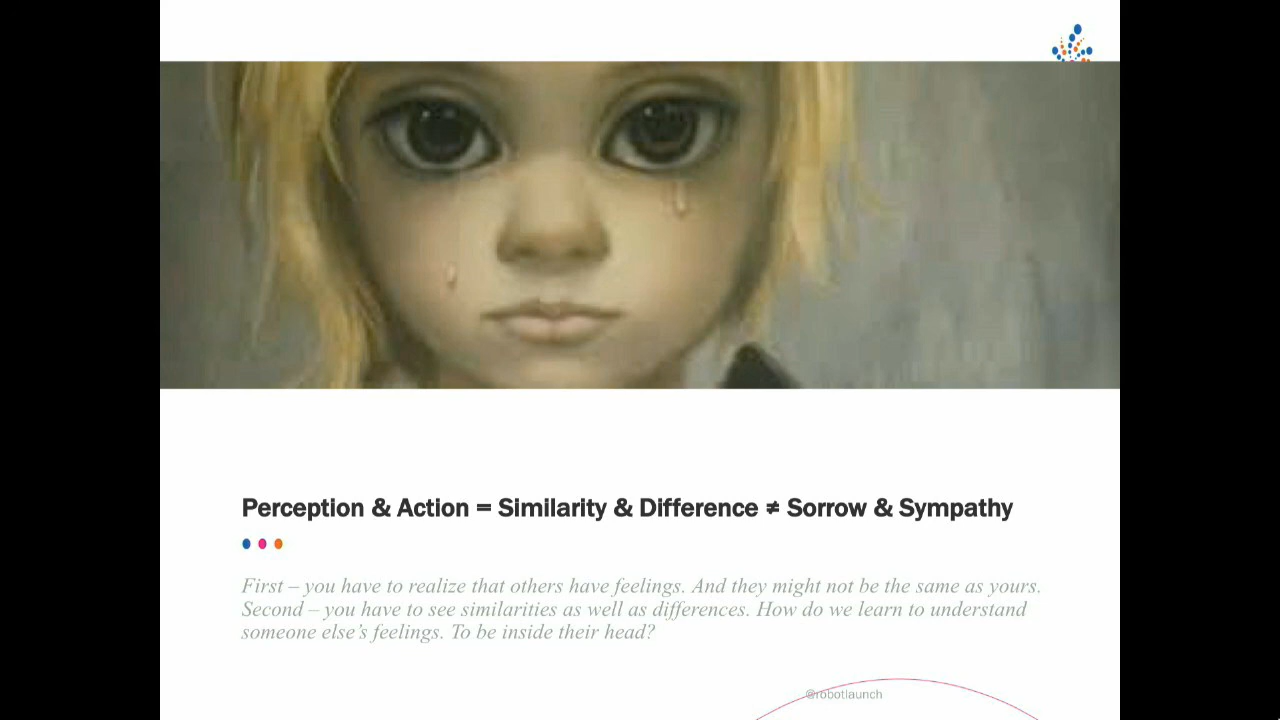 Perception & Action = Similarity & Difference ≠ Sorrow & Sympathy
First – you have to realize that others have feelings. And they might not be the same as yours.
Second – you have to see similarities as well as differences. How do we learn to understand
someone else’s feelings. To be inside their head?
@robotlaunch